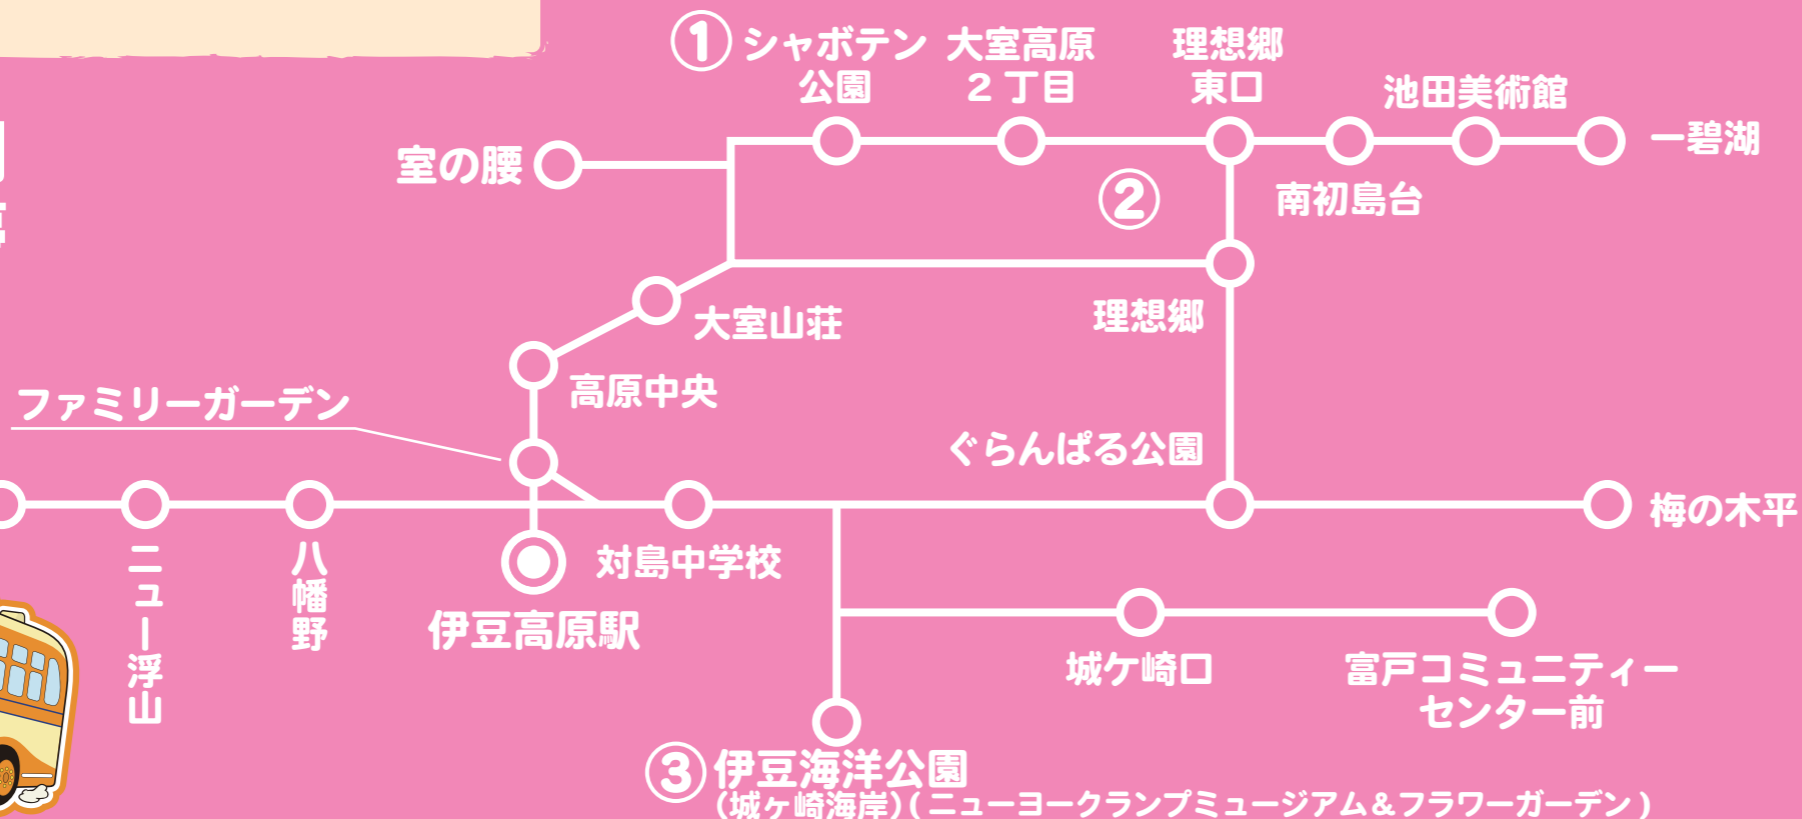 ①シャボテン
公園
大室高原
２丁目
理想郷
東口
池田美術館
一碧湖
室の腰
②
南初島台
大室山荘
理想郷
高原中央
ファミリーガーデン
ぐらんぱる公園
梅の木平
ニュー浮山
八幡野
対島中学校
伊豆高原駅
城ケ崎口
富戸コミュニティー
センター前
③伊豆海洋公園
（城ヶ崎海岸）（ニューヨークランプミュージアム＆フラワーガーデン）